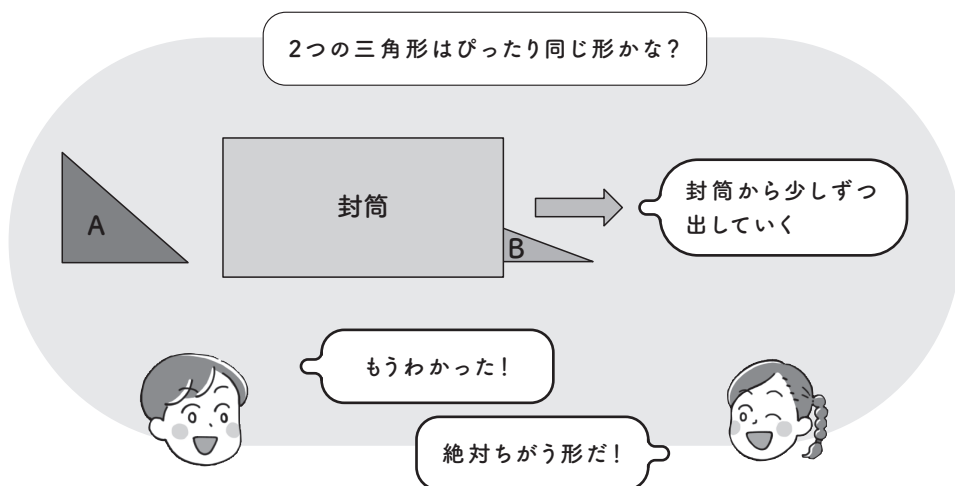 2つの三角形はぴったり同じ形かな?
A
封筒
B
封筒から少しずつ
出していく
もうわかった!
絶対ちがう形だ!